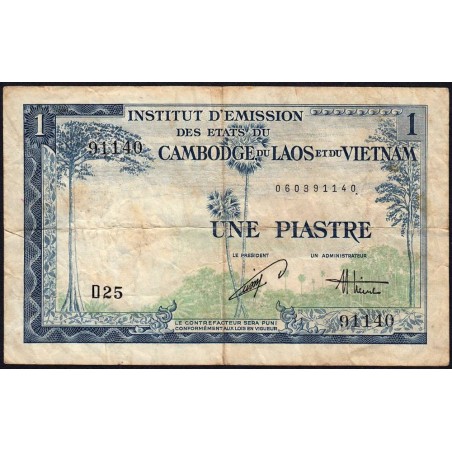 1 INSTITUT D'EMISSION 1
DES ETATS DU
91140 CAMBODGE DU LAOS ET DU VIETNAM
060391140
UNE PIASTRE
LE PRÉSIDENT UN ADMINISTRATEUR
D25
LE CONTREFACTEUR SERA PUNI
CONFORMÉMENT AUX LOIS EN VIGUEUR
91140